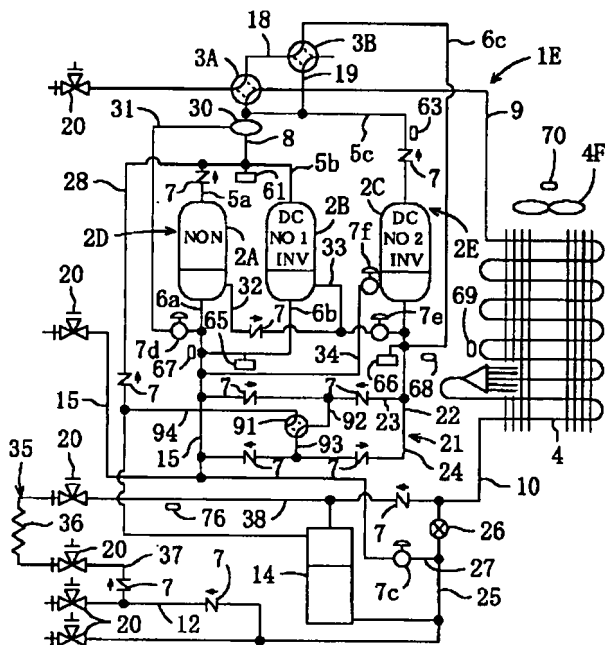 18
3A
3B
6c
1E
19
20
31
30
9
63
8
5c
70
4F
28
7
5b
7
61
5a
2C
7
2B
2D
NON
2A
DC
NO 1
INV
DC
NO 2
INV
2E
7f
33
20
6a
32
6b
7e
69
7
7d
65
34
67
66
68
7
7
15
7
92
23
22
94
91
21
93
15
7
7
24
4
35
20
10
76
38
7
26
36
20
37
14
27
7
7
7c
25
20
12